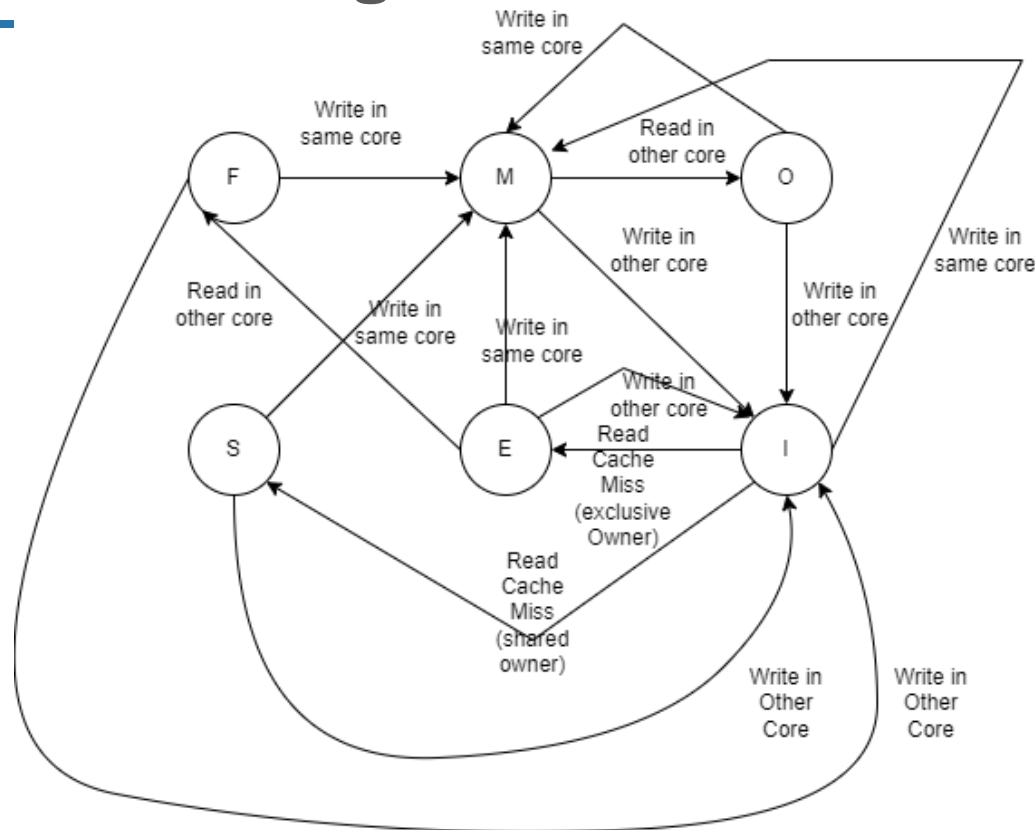 Write in
same core
Write in
same core
F
M
Read in
other core
O
Write in
other core
Write in
same core
Read in
other core
Write in
same core
Write in
same core
Write in
other core
Write in
other core
S
E
Read
Cache
Miss
(exclusive
Owner)
I
Read
Cache
Miss
(shared
owner)
Write in
Other
Core
Write in
Other
Core